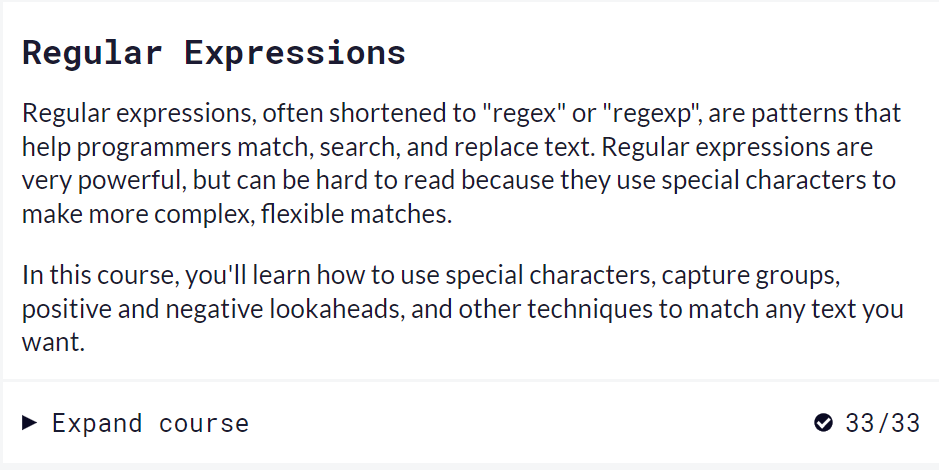 Regular Expressions
Regular expressions, often shortened to "regex" or "regexp", are patterns that
help programmers match, search, and replace text. Regular expressions are
very powerful, but can be hard to read because they use special characters to
make more complex, flexible matches.
In this course, you'll learn how to use special characters, capture groups,
positive and negative lookaheads, and other techniques to match any text you
want.
Expand course 33/33